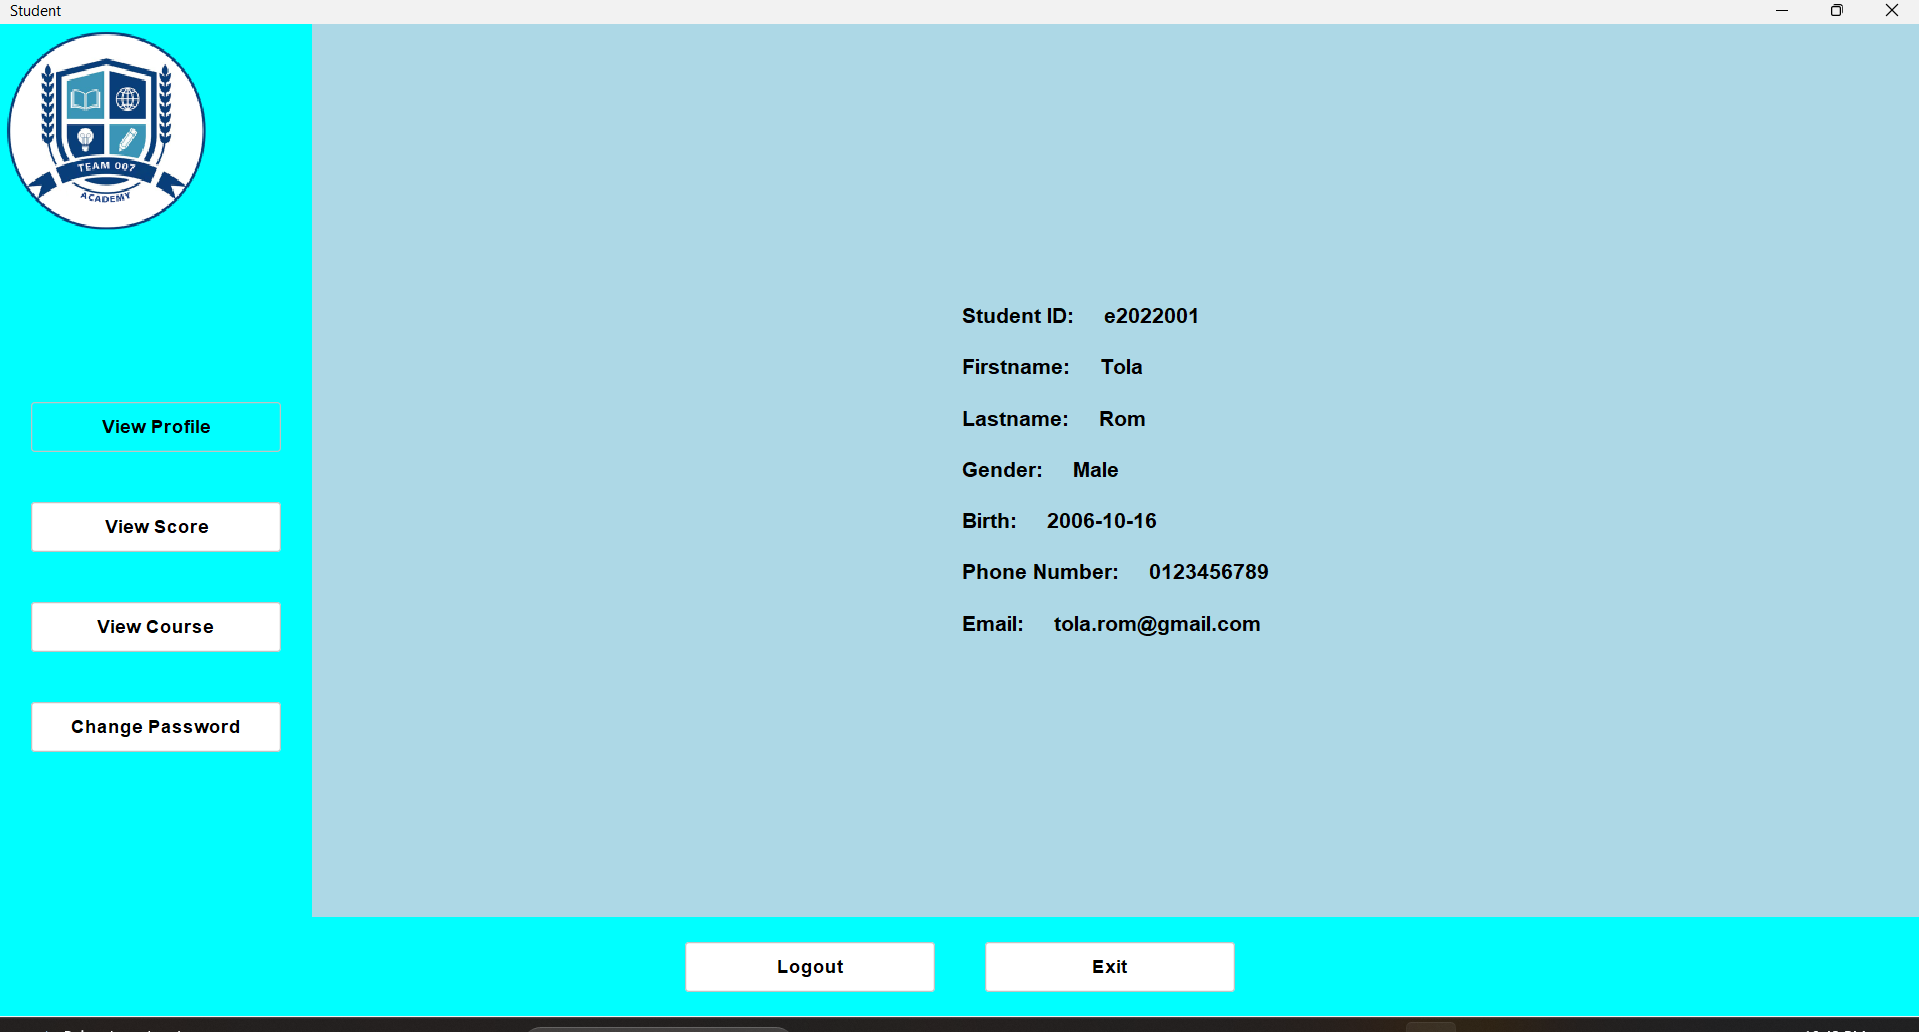 Student
TEAM 007
ACADEMY
View Profile
View Score
View Course
Change Password
Student ID: e2022001
Firstname: Tola
Lastname: Rom
Gender: Male
Birth: 2006-10-16
Phone Number: 0123456789
Email: tola.rom@gmail.com
Logout
Exit